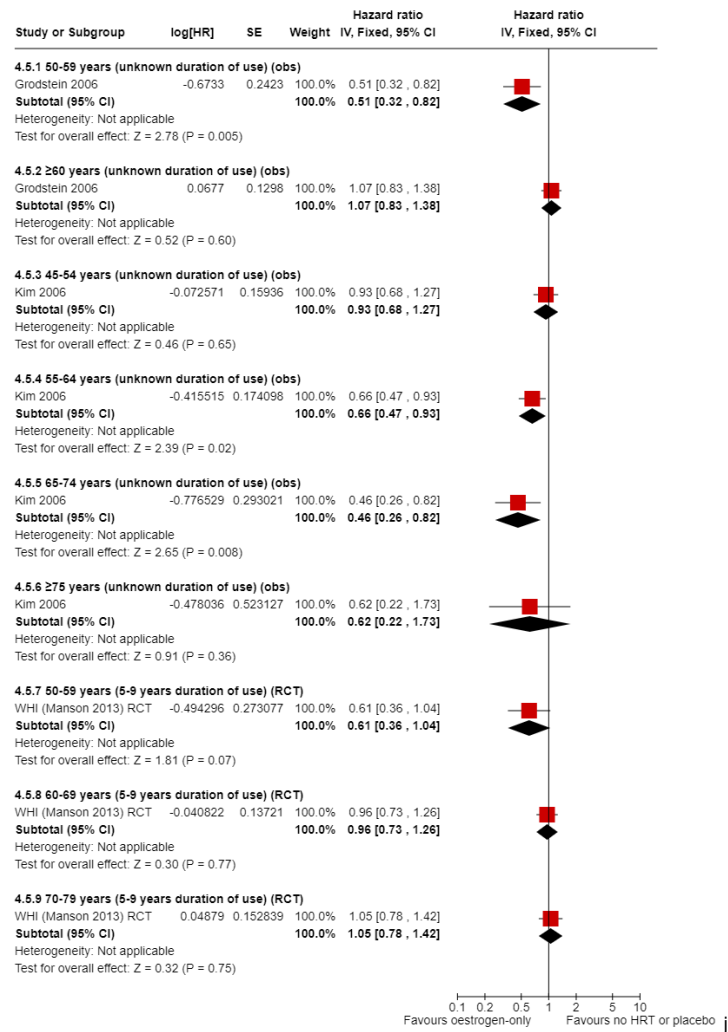 Hazard ratio Hazard ratio
Study or Subgroup log[HR] SE Weight IV, Fixed, 95% CI IV, Fixed, 95% CI
4.5.1 50-59 years (unknown duration of use) (obs)
Grodstein 2006 -0.6733 0.2423 100.0% 0.51 [0.32 , 0.82]
Subtotal (95% CI) 100.0% 0.51 [0.32 , 0.82]
Heterogeneity: Not applicable
Test for overall effect: Z = 2.78 (P = 0.005)
4.5.2 ≥60 years (unknown duration of use) (obs)
Grodstein 2006 0.0677 0.1298 100.0% 1.07 [0.83 , 1.38]
Subtotal (95% CI) 100.0% 1.07 [0.83 , 1.38]
Heterogeneity: Not applicable
Test for overall effect: Z = 0.52 (P = 0.60)
4.5.3 45-54 years (unknown duration of use) (obs)
Kim 2006 -0.072571 0.15936 100.0% 0.93 [0.68 , 1.27]
Subtotal (95% CI) 100.0% 0.93 [0.68 , 1.27]
Heterogeneity: Not applicable
Test for overall effect: Z = 0.46 (P = 0.65)
4.5.4 55-64 years (unknown duration of use) (obs)
Kim 2006 -0.415515 0.174098 100.0% 0.66 [0.47 , 0.93]
Subtotal (95% CI) 100.0% 0.66 [0.47 , 0.93]
Heterogeneity: Not applicable
Test for overall effect: Z = 2.39 (P = 0.02)
4.5.5 65-74 years (unknown duration of use) (obs)
Kim 2006 -0.776529 0.293021 100.0% 0.46 [0.26 , 0.82]
Subtotal (95% CI) 100.0% 0.46 [0.26 , 0.82]
Heterogeneity: Not applicable
Test for overall effect: Z = 2.65 (P = 0.008)
4.5.6 ≥75 years (unknown duration of use) (obs)
Kim 2006 -0.478036 0.523127 100.0% 0.62 [0.22 , 1.73]
Subtotal (95% CI) 100.0% 0.62 [0.22 , 1.73]
Heterogeneity: Not applicable
Test for overall effect: Z = 0.91 (P = 0.36)
4.5.7 50-59 years (5-9 years duration of use) (RCT)
WHI (Manson 2013) RCT -0.494296 0.273077 100.0% 0.61 [0.36 , 1.04]
Subtotal (95% CI) 100.0% 0.61 [0.36 , 1.04]
Heterogeneity: Not applicable
Test for overall effect: Z = 1.81 (P = 0.07)
4.5.8 60-69 years (5-9 years duration of use) (RCT)
WHI (Manson 2013) RCT -0.040822 0.13721 100.0% 0.96 [0.73 , 1.26]
Subtotal (95% CI) 100.0% 0.96 [0.73 , 1.26]
Heterogeneity: Not applicable
Test for overall effect: Z = 0.30 (P = 0.77)
4.5.9 70-79 years (5-9 years duration of use) (RCT)
WHI (Manson 2013) RCT 0.04879 0.152839 100.0% 1.05 [0.78 , 1.42]
Subtotal (95% CI) 100.0% 1.05 [0.78 , 1.42]
Heterogeneity: Not applicable
Test for overall effect: Z = 0.32 (P = 0.75)
0.1 0.2 0.5 1 2 5 10
Favours oestrogen-only Favours no HRT or placebo i